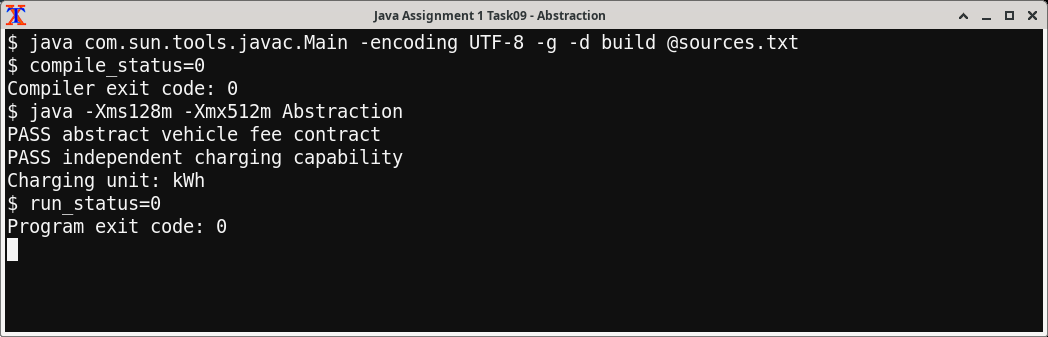 Java Assignment 1 Task09 - Abstraction
$ java com.sun.tools.javac.Main -encoding UTF-8 -g -d build @sources.txt
$ compile_status=0
Compiler exit code: 0
$ java -Xms128m -Xmx512m Abstraction
PASS abstract vehicle fee contract
PASS independent charging capability
Charging unit: kWh
$ run_status=0
Program exit code: 0